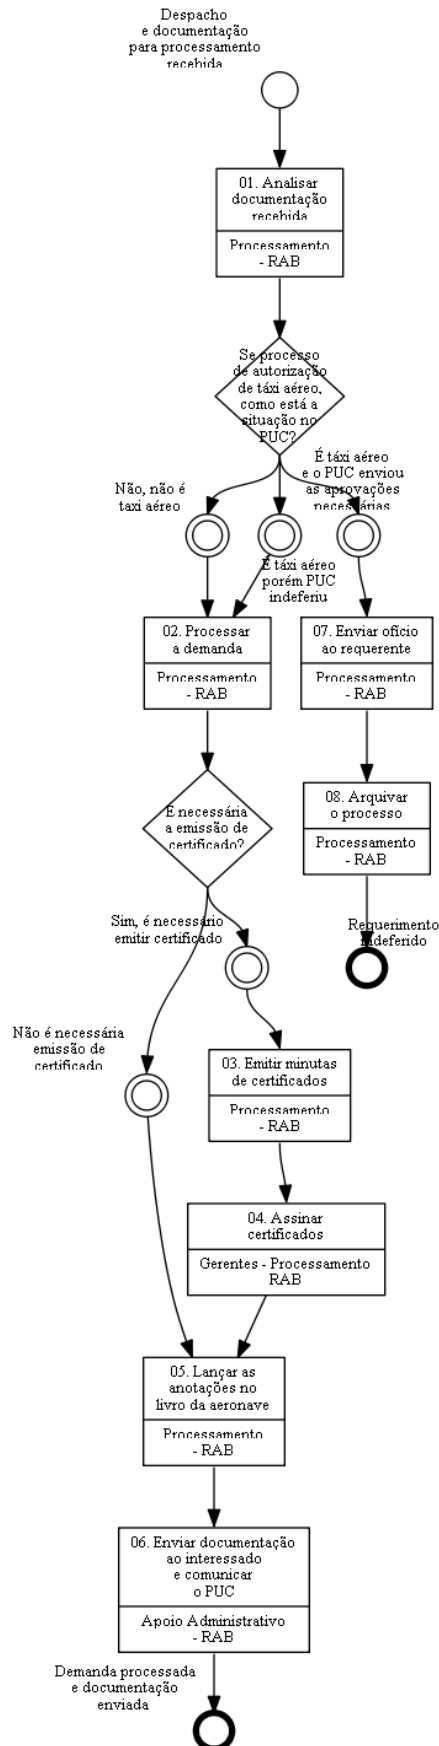 Despacho
e documentação
para processamento
recebida
01. Analisar
documentação
recebida
Processamento
- RAB
Se processo
de autorização
de táxi aéreo,
como está a
situação no
PUC?
Não, não é
taxi aéreo
É táxi aéreo
porém PUC
indeferiu
É táxi aéreo
e o PUC enviou
as aprovações
necessárias
02. Processar
a demanda
Processamento
- RAB
07. Enviar ofício
ao requerente
Processamento
- RAB
08. Arquivar
o processo
Processamento
- RAB
Requerimento
indeferido
É necessária
a emissão de
certificado?
Sim, é necessário
emitir certificado
Não é necessária
emissão de
certificado
03. Emitir minutas
de certificados
Processamento
- RAB
04. Assinar
certificados
Gerentes - Processamento
RAB
05. Lançar as
anotações no
livro da aeronave
Processamento
- RAB
06. Enviar documentação
ao interessado
e comunicar
o PUC
Apoio Administrativo
- RAB
Demanda processada
e documentação
enviada